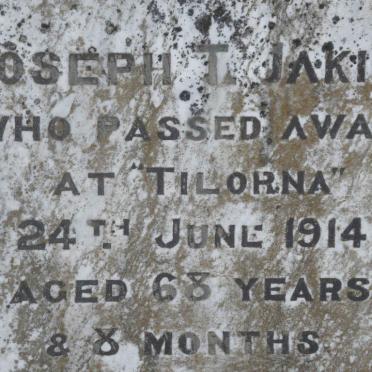 OSEPH T. JAKI
WHO PASSED AWA
AT "TILORNA"
24TH JUNE 1914
AGED 68 YEARS
& 8 MONTHS